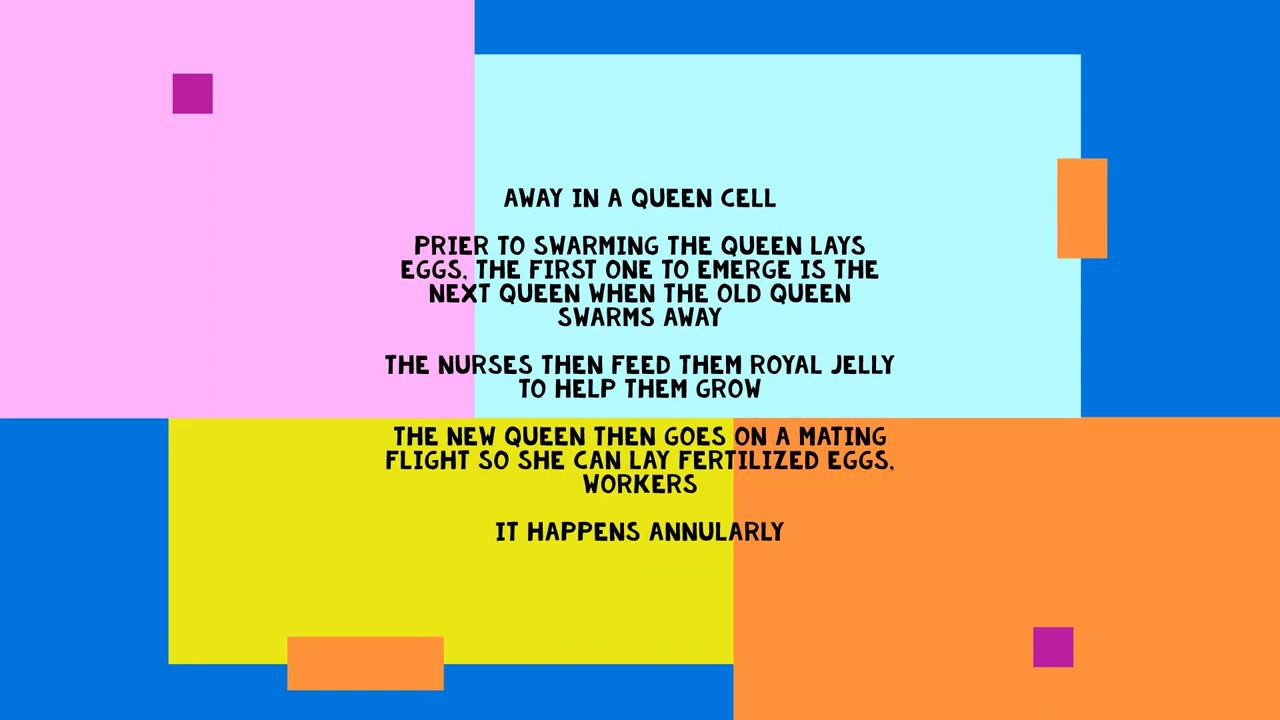 AWAY IN A QUEEN CELL
PRIER TO SWARMING THE QUEEN LAYS
EGGS, THE FIRST ONE TO EMERGE IS THE
NEXT QUEEN WHEN THE OLD QUEEN
SWARMS AWAY
THE NURSES THEN FEED THEM ROYAL JELLY
TO HELP THEM GROW
THE NEW QUEEN THEN GOES ON A MATING
FLIGHT SO SHE CAN LAY FERTILIZED EGGS,
WORKERS
IT HAPPENS ANNULARLY